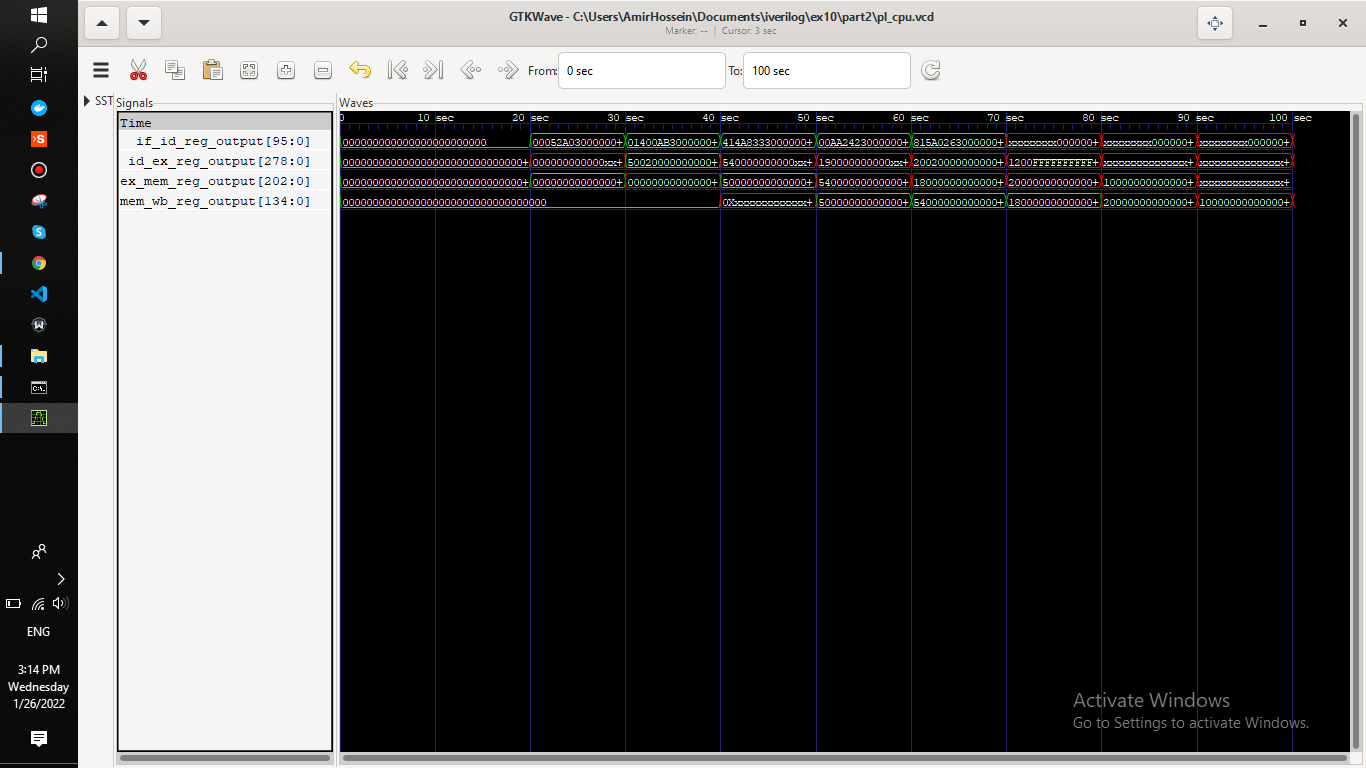 GTKWave - C:\Users\AmirHossein\Documents\iverilog\ex10\part2\pl_cpu.vcd
Marker: -- | Cursor: 3 sec
From: 0 sec To: 100 sec
SST
Signals
Waves
Time
0 10 sec 20 sec 30 sec 40 sec 50 sec 60 sec 70 sec 80 sec 90 sec 100 sec
if_id_reg_output[95:0] 000000000000000000000000 00052A03000000+ 01400AB3000000+ 414A8333000000+ 00AA2423000000+ 815A0263000000+ xxxxxxxx000000+ xxxxxxxx000000+ xxxxxxxx000000+
id_ex_reg_output[278:0] 0000000000000000000000000000000+ 000000000000xx+ 50020000000000+ 540000000000xx+ 190000000000xx+ 20020000000000+ 1200FFFFFFFFFF+ xxxxxxxxxxxxxx+ xxxxxxxxxxxxxx+
ex_mem_reg_output[202:0] 0000000000000000000000000000000+ 00000000000000+ 00000000000000+ 50000000000000+ 54000000000000+ 18000000000000+ 20000000000000+ 10000000000000+ xxxxxxxxxxxxxx+
mem_wb_reg_output[134:0] 0000000000000000000000000000000000 0Xxxxxxxxxxxxx+ 50000000000000+ 54000000000000+ 18000000000000+ 20000000000000+ 10000000000000+
ENG
3:14 PM
Wednesday
1/26/2022
Activate Windows
Go to Settings to activate Windows.